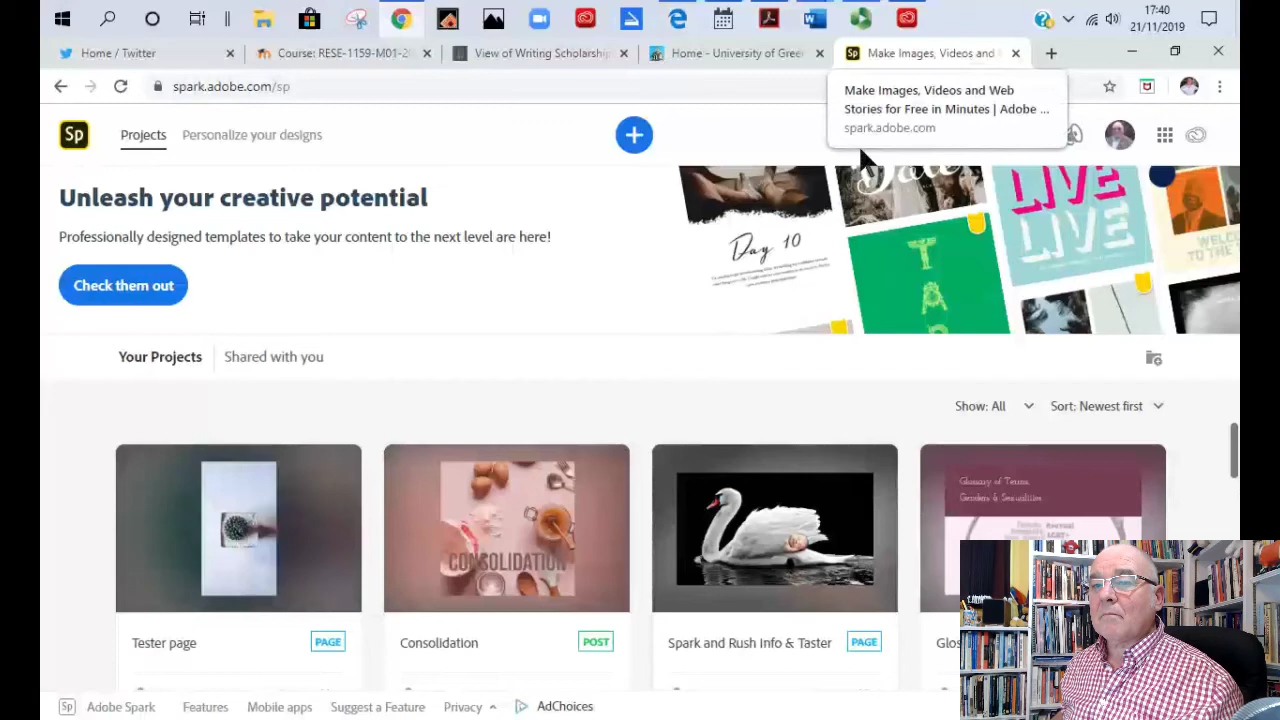 17:40
21/11/2019
Home / Twitter
Course: RESE-1159-M01-2
View of Writing Scholarship
Home - University of Gree
Make Images, Videos and
spark.adobe.com/sp
Make Images, Videos and Web
Stories for Free in Minutes | Adobe ...
spark.adobe.com
Sp
Projects
Personalize your designs
Unleash your creative potential
Professionally designed templates to take your content to the next level are here!
Check them out
Day 10
TAP
LIVE
LIVE
Your Projects
Shared with you
Show: All
Sort: Newest first
CONSOLIDATION
Glossary of Terms
Genders & Sexualities
Tester page
PAGE
Consolidation
POST
Spark and Rush Info & Taster
PAGE
Glos
Sp
Adobe Spark
Features
Mobile apps
Suggest a Feature
Privacy
AdChoices